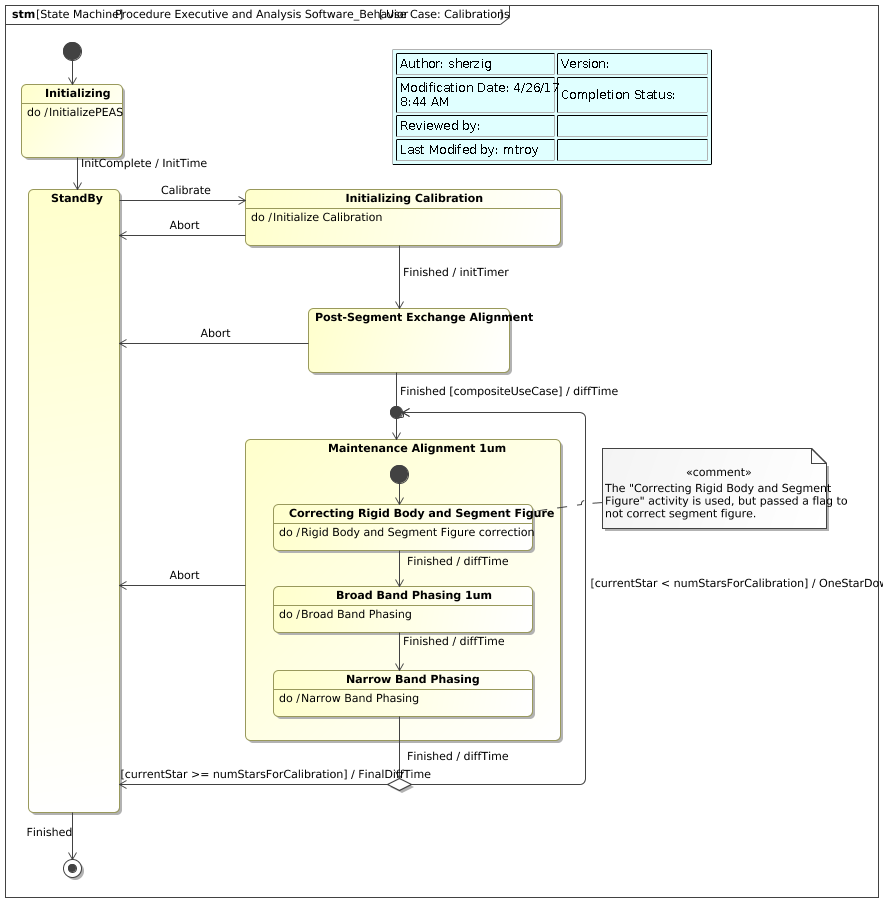 stm [State Machine] Procedure Executive and Analysis Software_Behavior [ Use Case: Calibrations ]
Author: sherzig
Version:
Modification Date: 4/26/17
8:44 AM
Completion Status:
Reviewed by:
Last Modifed by: mtroy
Initializing
do / InitializePEAS
InitComplete / InitTime
StandBy
Calibrate
Initializing Calibration
do / Initialize Calibration
Abort
Finished / initTimer
Post-Segment Exchange Alignment
Abort
Finished [compositeUseCase] / diffTime
Maintenance Alignment 1um
«comment»
The "Correcting Rigid Body and Segment
Figure" activity is used, but passed a flag to
not correct segment figure.
Correcting Rigid Body and Segment Figure
do / Rigid Body and Segment Figure correction
Finished / diffTime
Abort
[currentStar < numStarsForCalibration] / OneStarDow
Broad Band Phasing 1um
do / Broad Band Phasing
Finished / diffTime
Narrow Band Phasing
do / Narrow Band Phasing
Finished / diffTime
[currentStar >= numStarsForCalibration] / FinalDiffTime
Finished